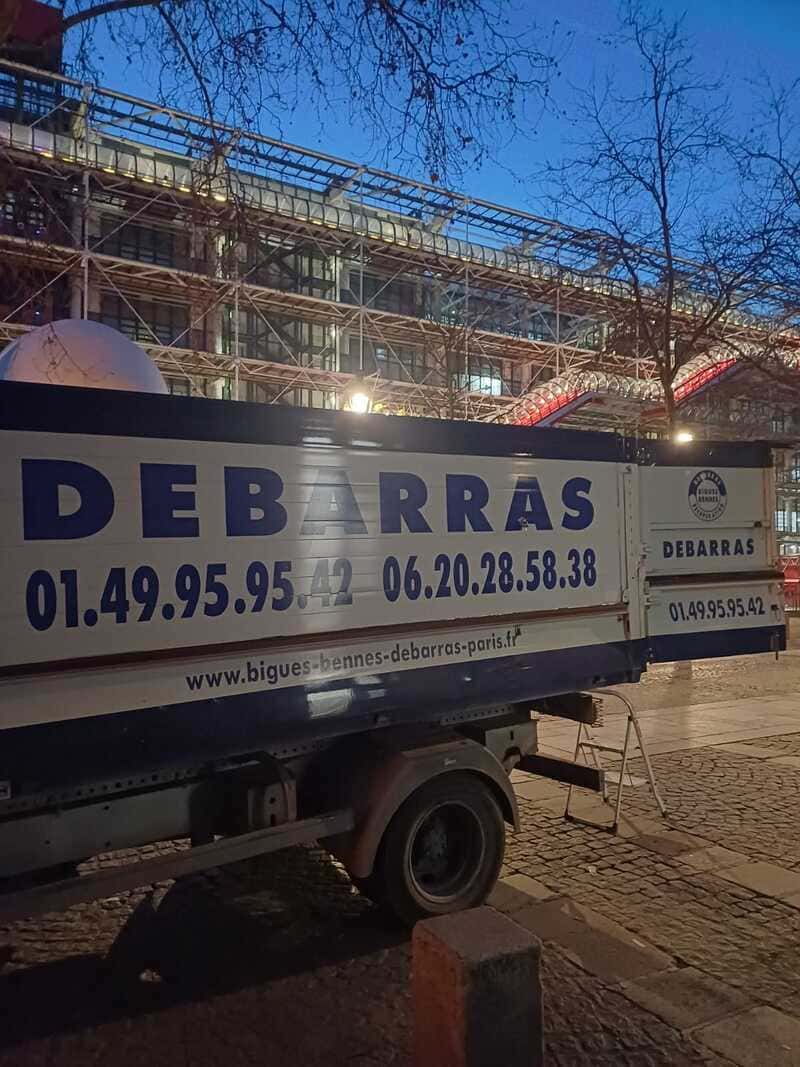 DEBARRAS
01.49.95.95.42 06.20.28.58.38
www.bigues-bennes-debarras-paris.fr
BIGUES
BENNES
DEBARRAS
01.49.95.95.42